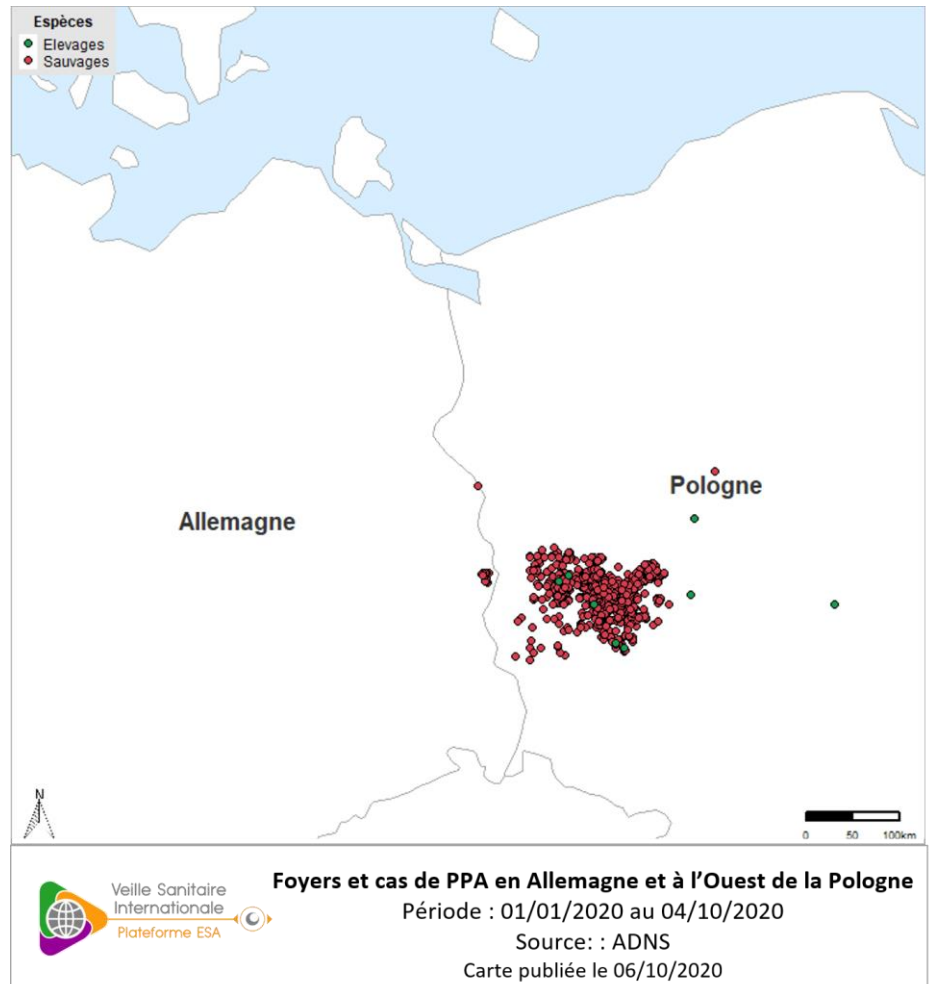 Espèces
Elevages
Sauvages
Pologne
Allemagne
N
0 50 100km
Veille Sanitaire
Internationale
Plateforme ESA
Foyers et cas de PPA en Allemagne et à l’Ouest de la Pologne
Période : 01/01/2020 au 04/10/2020
Source: : ADNS
Carte publiée le 06/10/2020